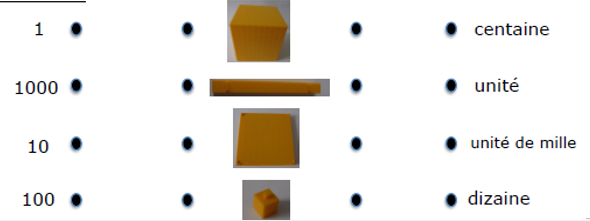 1 centaine
1000 unité
10 unité de mille
100 dizaine